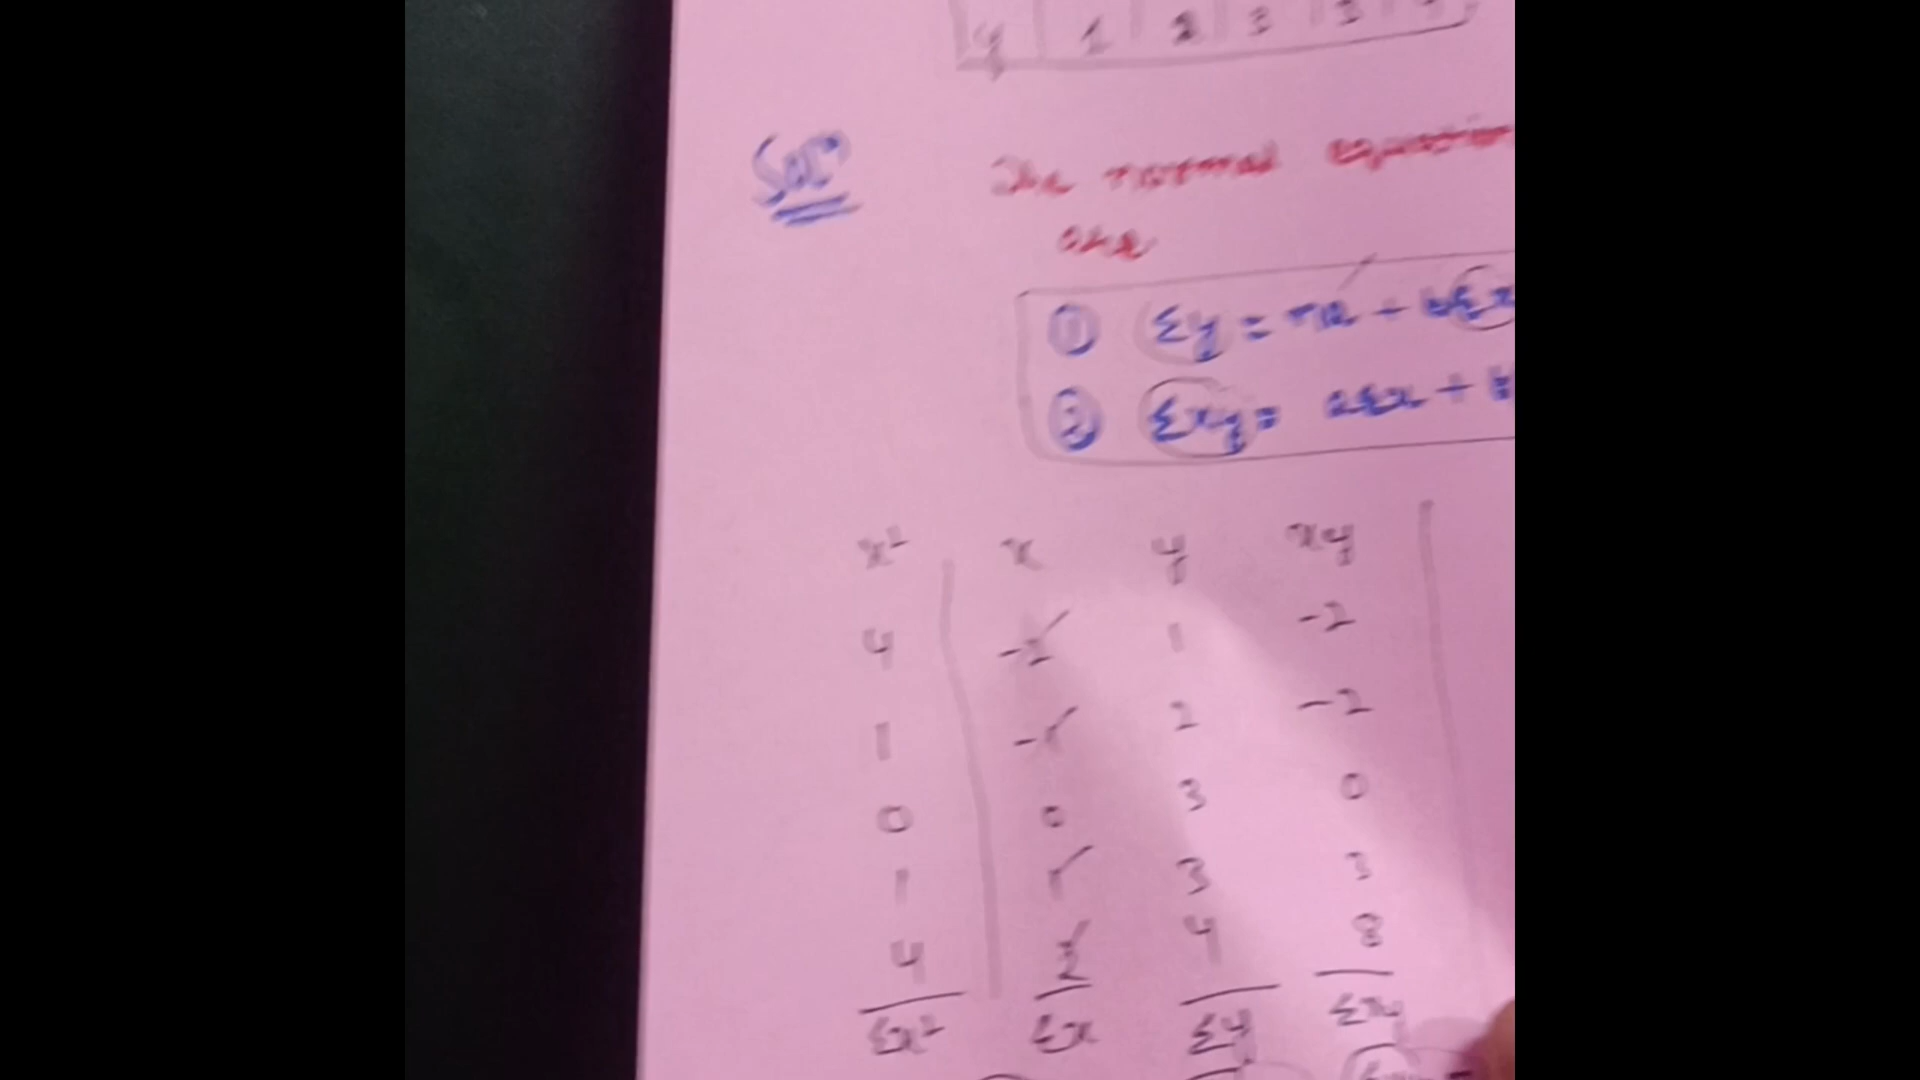 y 1 2 3 3
Sol:
The normal equation
are
① Σy = na + bΣx
② Σxy = aΣx + b
x² x y xy
4 -2 1 -2
1 -1 2 -2
0 0 3 0
1 1 3 3
4 2 4 8
Σx² Σx Σy Σxy